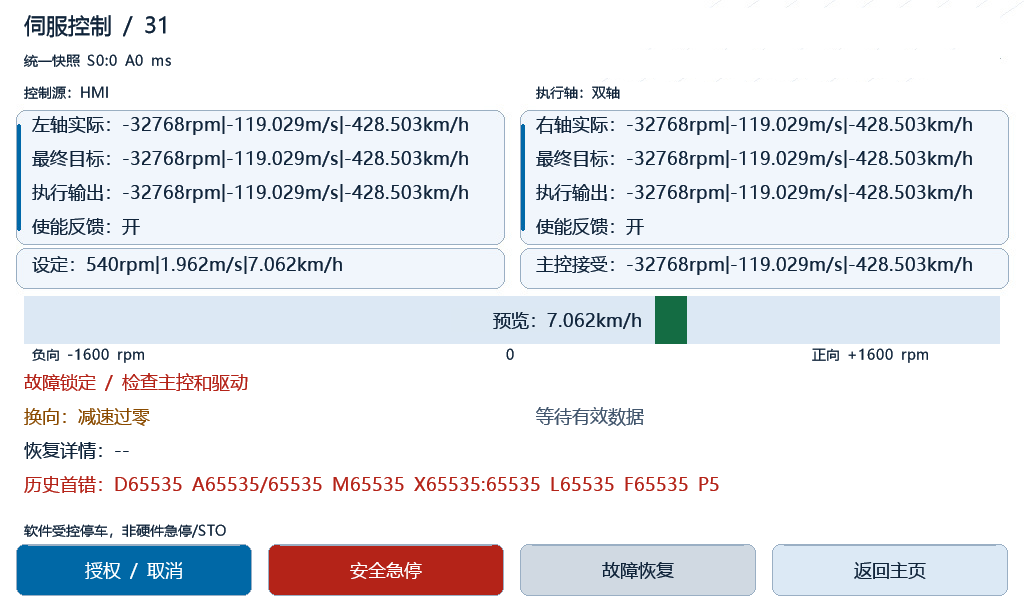 伺服控制 / 31
统一快照 S0:0 A0 ms
控制源：HMI
执行轴：双轴
左轴实际：-32768rpm|-119.029m/s|-428.503km/h
最终目标：-32768rpm|-119.029m/s|-428.503km/h
执行输出：-32768rpm|-119.029m/s|-428.503km/h
使能反馈：开
右轴实际：-32768rpm|-119.029m/s|-428.503km/h
最终目标：-32768rpm|-119.029m/s|-428.503km/h
执行输出：-32768rpm|-119.029m/s|-428.503km/h
使能反馈：开
设定：540rpm|1.962m/s|7.062km/h
主控接受：-32768rpm|-119.029m/s|-428.503km/h
预览：7.062km/h
负向 -1600 rpm
0
正向 +1600 rpm
故障锁定 / 检查主控和驱动
换向：减速过零
等待有效数据
恢复详情：--
历史首错：D65535 A65535/65535 M65535 X65535:65535 L65535 F65535 P5
软件受控停车，非硬件急停/STO
授权 / 取消
安全急停
故障恢复
返回主页